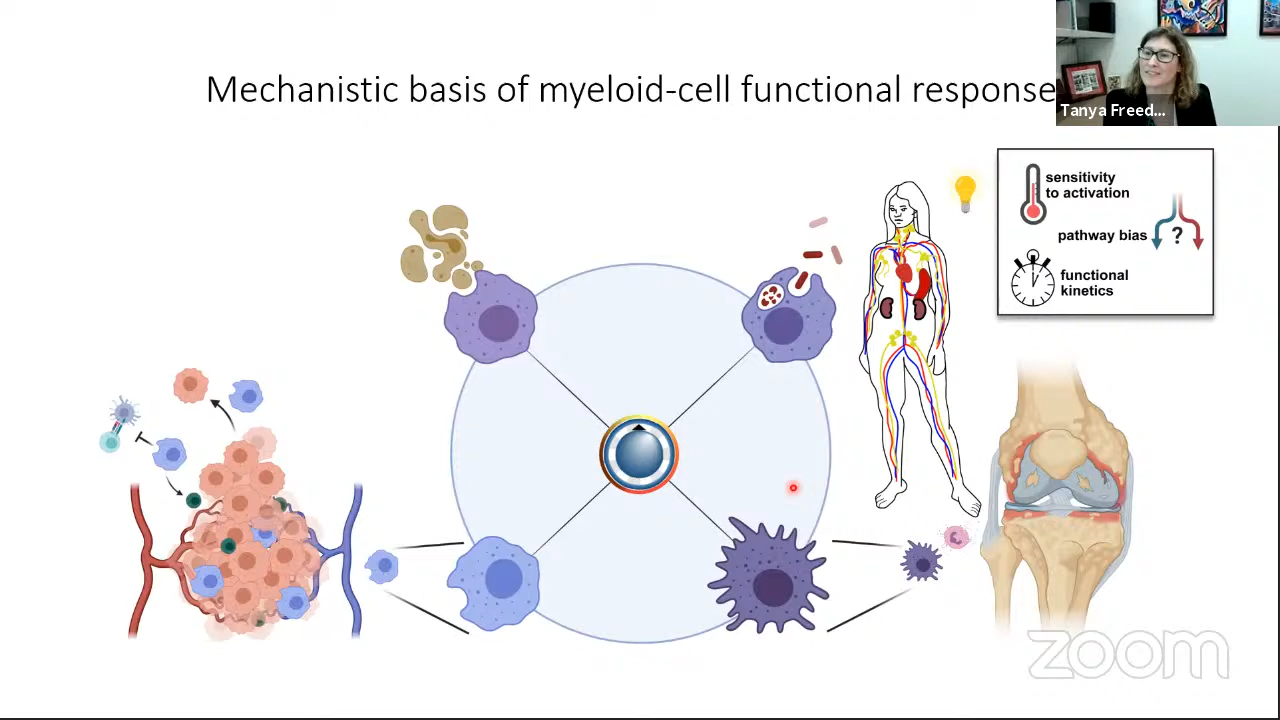 Mechanistic basis of myeloid-cell functional response
Tanya Freed...
sensitivity
to activation
pathway bias
?
functional
kinetics
zoom